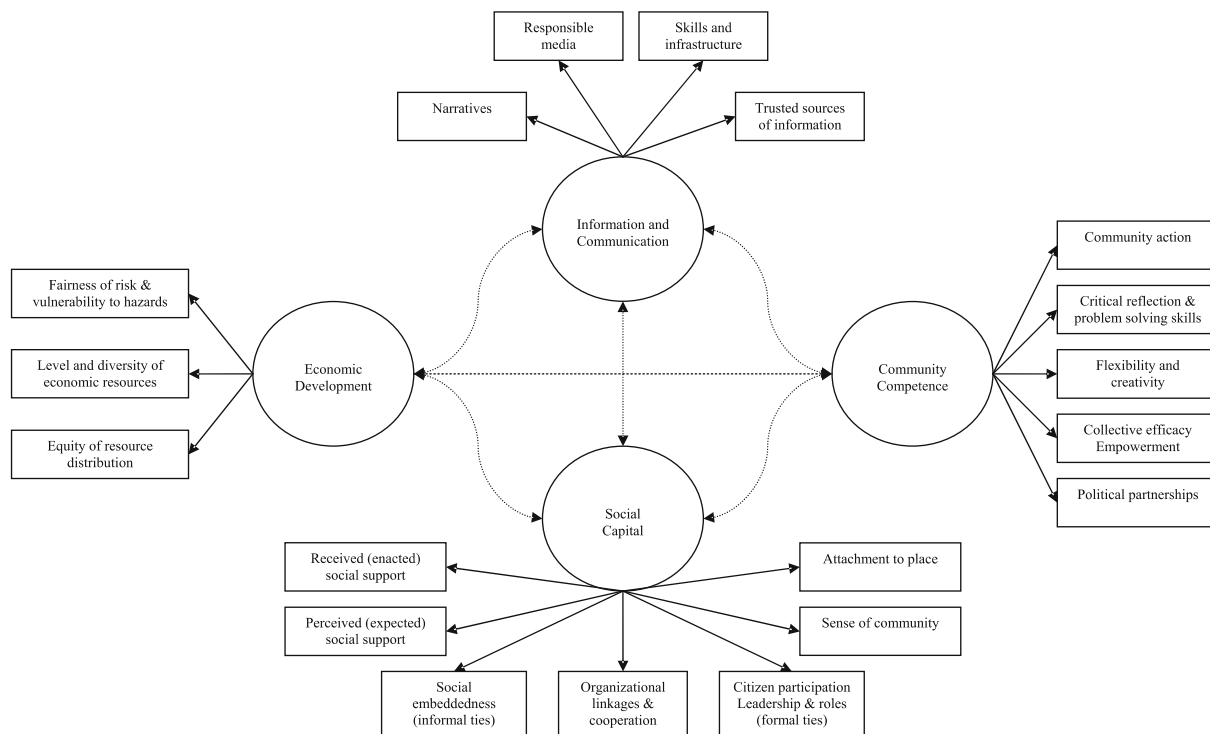 Responsible
media
Skills and
infrastructure
Narratives
Trusted sources
of information
Information and
Communication
Community action
Fairness of risk &
vulnerability to hazards
Critical reflection &
problem solving skills
Level and diversity of
economic resources
Economic
Development
Community
Competence
Flexibility and
creativity
Equity of resource
distribution
Collective efficacy
Empowerment
Political partnerships
Social
Capital
Received (enacted)
social support
Attachment to place
Perceived (expected)
social support
Sense of community
Social
embeddedness
(informal ties)
Organizational
linkages &
cooperation
Citizen participation
Leadership & roles
(formal ties)